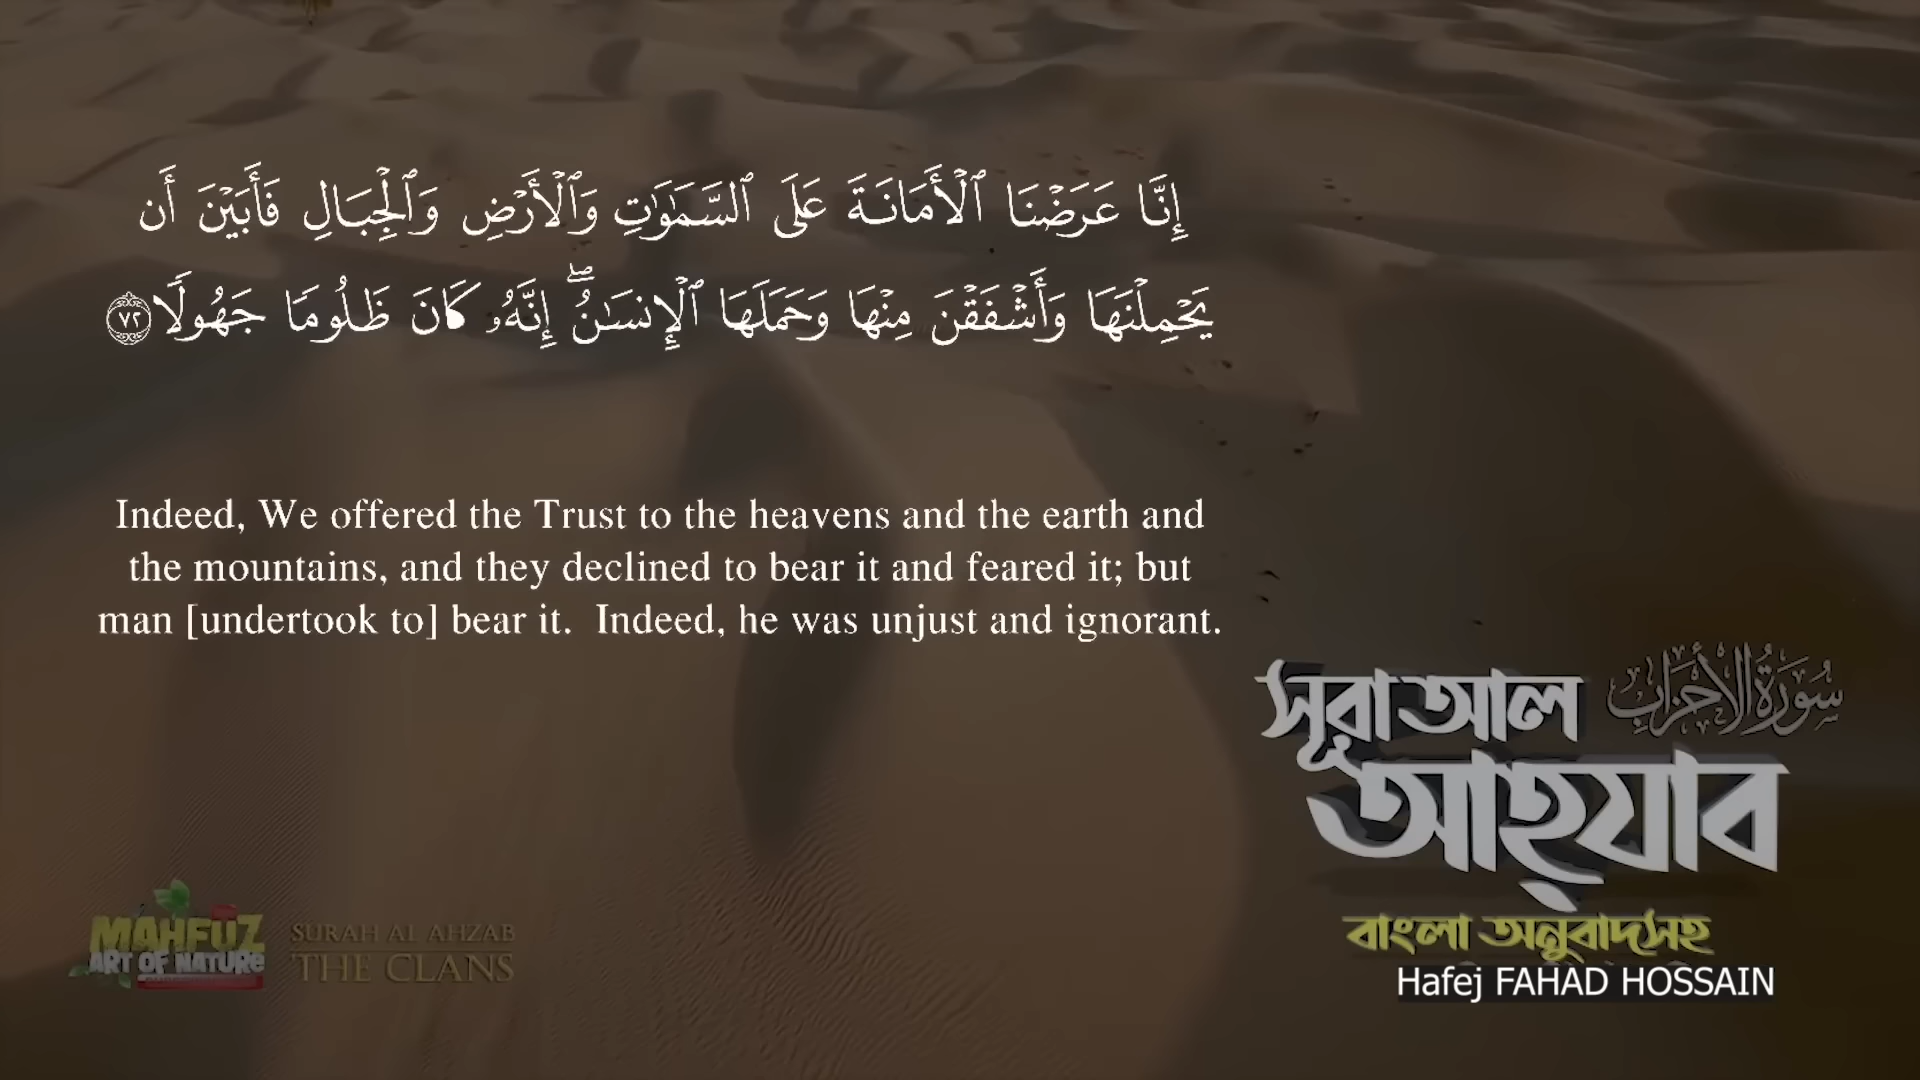 إِنَّا عَرَضْنَا ٱلْأَمَانَةَ عَلَى ٱلسَّمَٰوَٰتِ وَٱلْأَرْضِ وَٱلْجِبَالِ فَأَبَيْنَ أَن
يَحْمِلْنَهَا وَأَشْفَقْنَ مِنْهَا وَحَمَلَهَا ٱلْإِنسَٰنُ ۖ إِنَّهُۥ كَانَ ظَلُومًا جَهُولًا ٧٢
Indeed, We offered the Trust to the heavens and the earth and
the mountains, and they declined to bear it and feared it; but
man [undertook to] bear it.  Indeed, he was unjust and ignorant.
সূরা আল
سُورَةُ الأَحْزَابِ
আহযাব
বাংলা অনুবাদসহ
Hafej FAHAD HOSSAIN
MAHFUZ
ART OF NATURe
SURAH AL AHZAB
THE CLANS